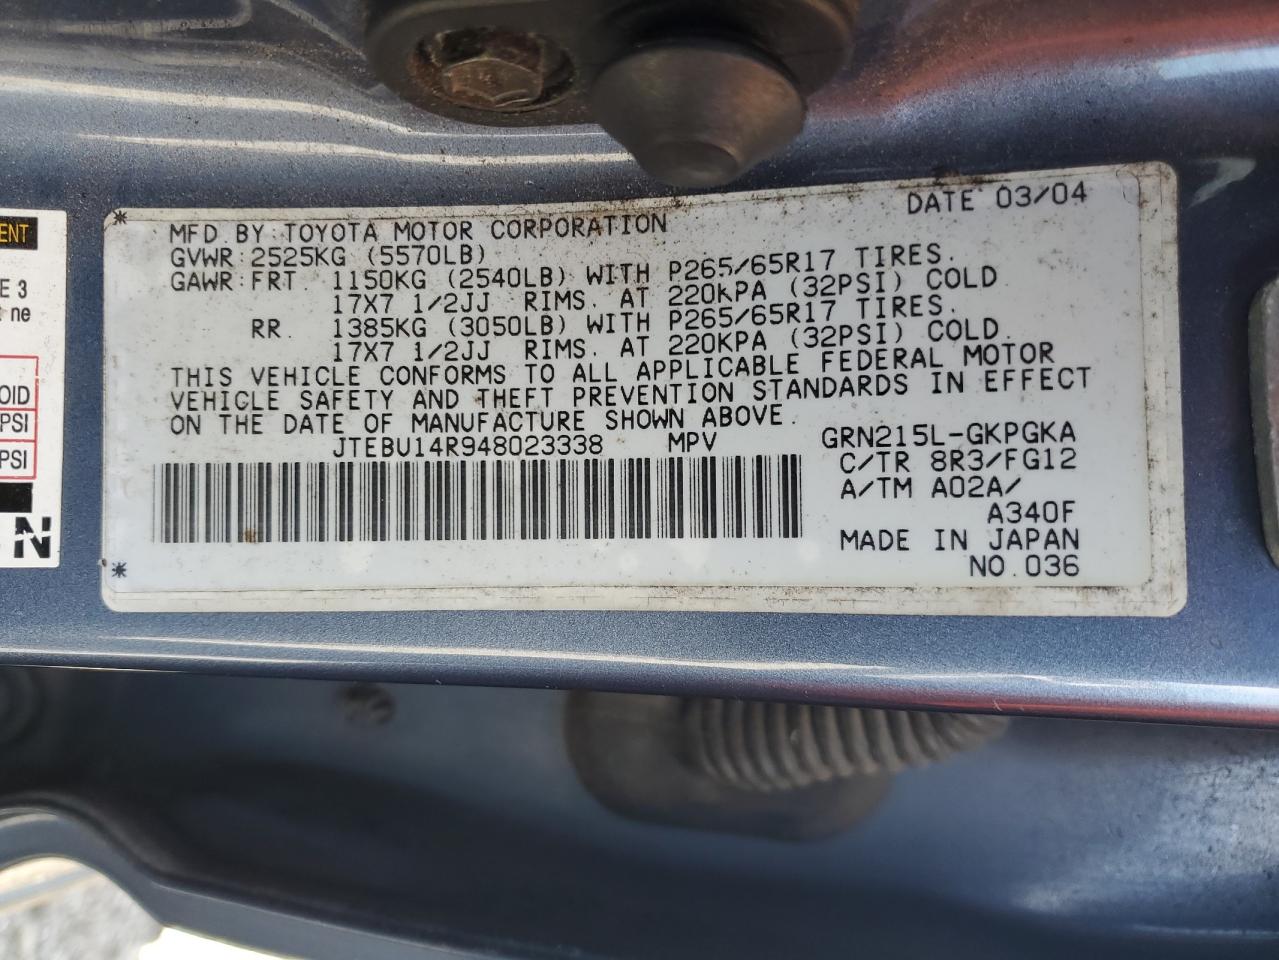 ENT
E 3
ne
OID
PSI
PSI
N
DATE 03/04
MFD BY: TOYOTA MOTOR CORPORATION
GVWR: 2525KG (5570LB)
GAWR: FRT. 1150KG (2540LB) WITH P265/65R17 TIRES.
17X7 1/2JJ RIMS. AT 220KPA (32PSI) COLD
RR. 1385KG (3050LB) WITH P265/65R17 TIRES.
17X7 1/2JJ RIMS. AT 220KPA (32PSI) COLD.
THIS VEHICLE CONFORMS TO ALL APPLICABLE FEDERAL MOTOR
VEHICLE SAFETY AND THEFT PREVENTION STANDARDS IN EFFECT
ON THE DATE OF MANUFACTURE SHOWN ABOVE.
JTEBU14R948023338 MPV GRN215L-GKPGKA
C/TR 8R3/FG12
A/TM A02A/
A340F
MADE IN JAPAN
NO.036